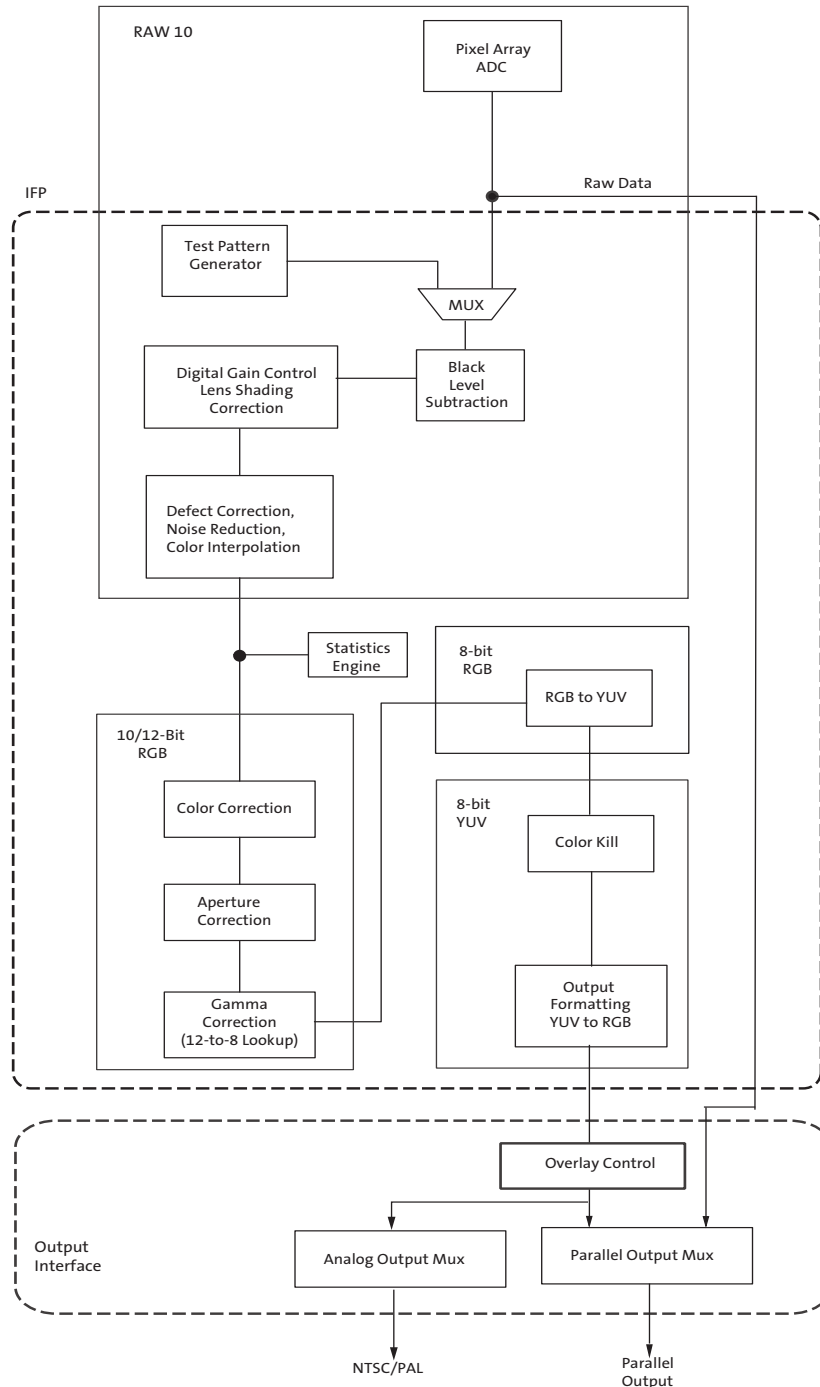 RAW 10
Pixel Array
ADC
IFP
Raw Data
Test Pattern
Generator
MUX
Digital Gain Control
Lens Shading
Correction
Black
Level
Subtraction
Defect Correction,
Noise Reduction,
Color Interpolation
Statistics
Engine
8-bit
RGB
RGB to YUV
10/12-Bit
RGB
Color Correction
8-bit
YUV
Color Kill
Aperture
Correction
Gamma
Correction
(12-to-8 Lookup)
Output
Formatting
YUV to RGB
Overlay Control
Output
Interface
Analog Output Mux
Parallel Output Mux
NTSC/PAL
Parallel
Output